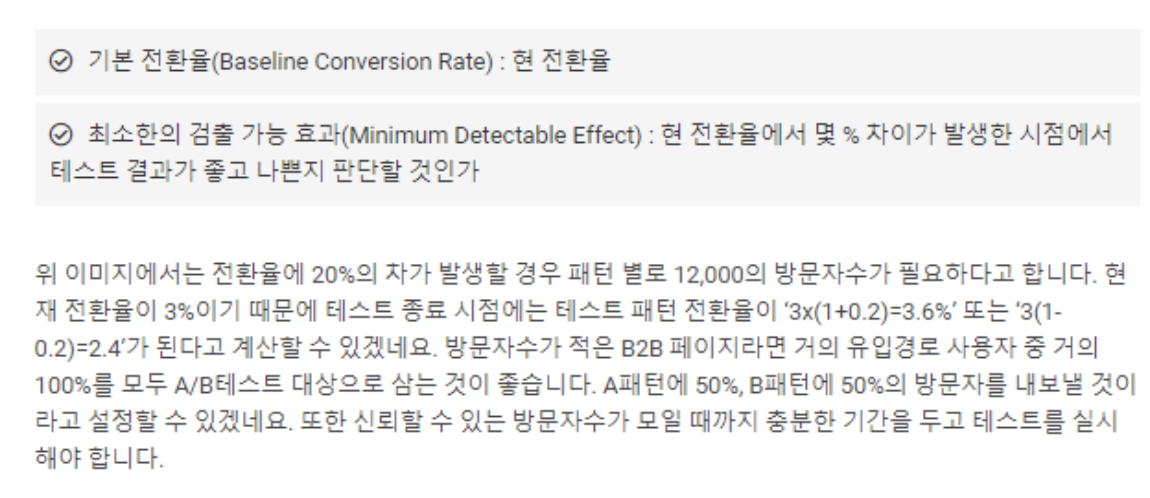 기본 전환율(Baseline Conversion Rate) : 현 전환율
최소한의 검출 가능 효과(Minimum Detectable Effect) : 현 전환율에서 몇 % 차이가 발생한 시점에서
테스트 결과가 좋고 나쁜지 판단할 것인가
위 이미지에서는 전환율에 20%의 차가 발생할 경우 패턴 별로 12,000의 방문자수가 필요하다고 합니다. 현
재 전환율이 3%이기 때문에 테스트 종료 시점에는 테스트 패턴 전환율이 ‘3x(1+0.2)=3.6%’ 또는 ‘3(1-
0.2)=2.4’가 된다고 계산할 수 있겠네요. 방문자수가 적은 B2B 페이지라면 거의 유입경로 사용자 중 거의
100%를 모두 A/B테스트 대상으로 삼는 것이 좋습니다. A패턴에 50%, B패턴에 50%의 방문자를 내보낼 것이
라고 설정할 수 있겠네요. 또한 신뢰할 수 있는 방문자수가 모일 때까지 충분한 기간을 두고 테스트를 실시
해야 합니다.